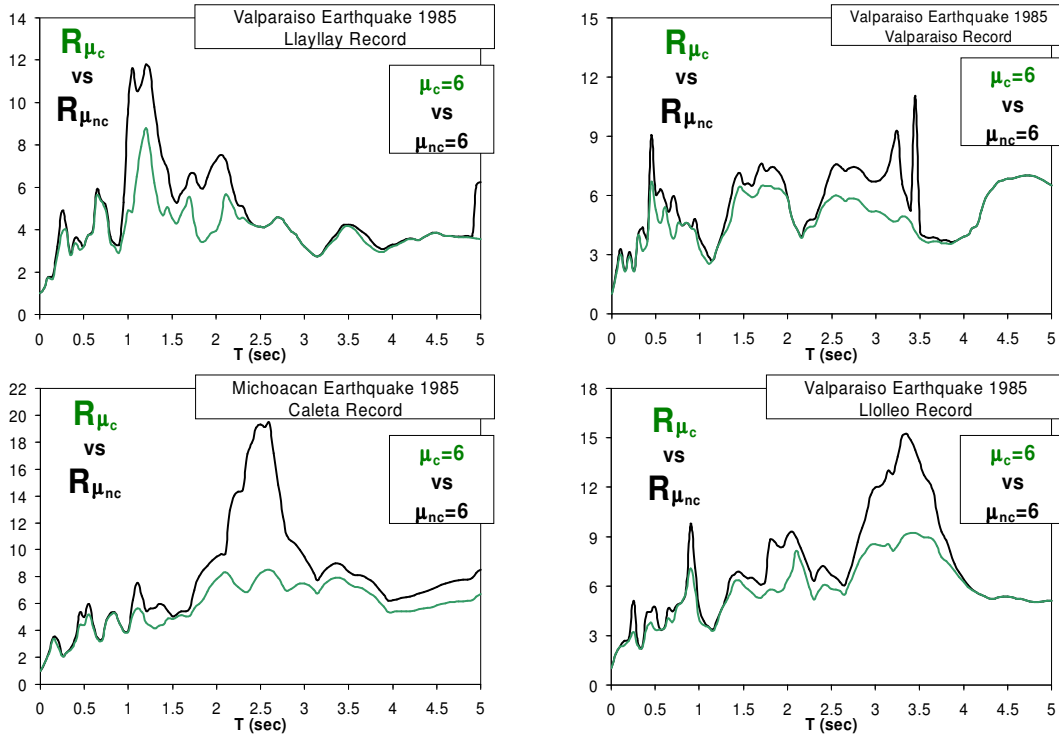 Valparaiso Earthquake 1985
Llayllay Record
Rμc
vs
Rμnc
μc=6
vs
μnc=6
14
12
10
8
6
4
2
0
0 0.5 1 1.5 2 2.5 3 3.5 4 4.5 5
T (sec)
Valparaiso Earthquake 1985
Valparaiso Record
Rμc
vs
Rμnc
μc=6
vs
μnc=6
15
12
9
6
3
0
0 0.5 1 1.5 2 2.5 3 3.5 4 4.5 5
T (sec)
Michoacan Earthquake 1985
Caleta Record
Rμc
vs
Rμnc
μc=6
vs
μnc=6
22
20
18
16
14
12
10
8
6
4
2
0
0 0.5 1 1.5 2 2.5 3 3.5 4 4.5 5
T (sec)
Valparaiso Earthquake 1985
Llolleo Record
Rμc
vs
Rμnc
μc=6
vs
μnc=6
18
15
12
9
6
3
0
0 0.5 1 1.5 2 2.5 3 3.5 4 4.5 5
T (sec)